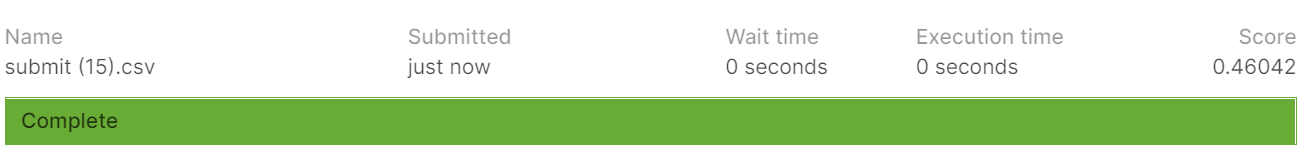 Name Submitted Wait time Execution time Score
submit (15).csv just now 0 seconds 0 seconds 0.46042
Complete